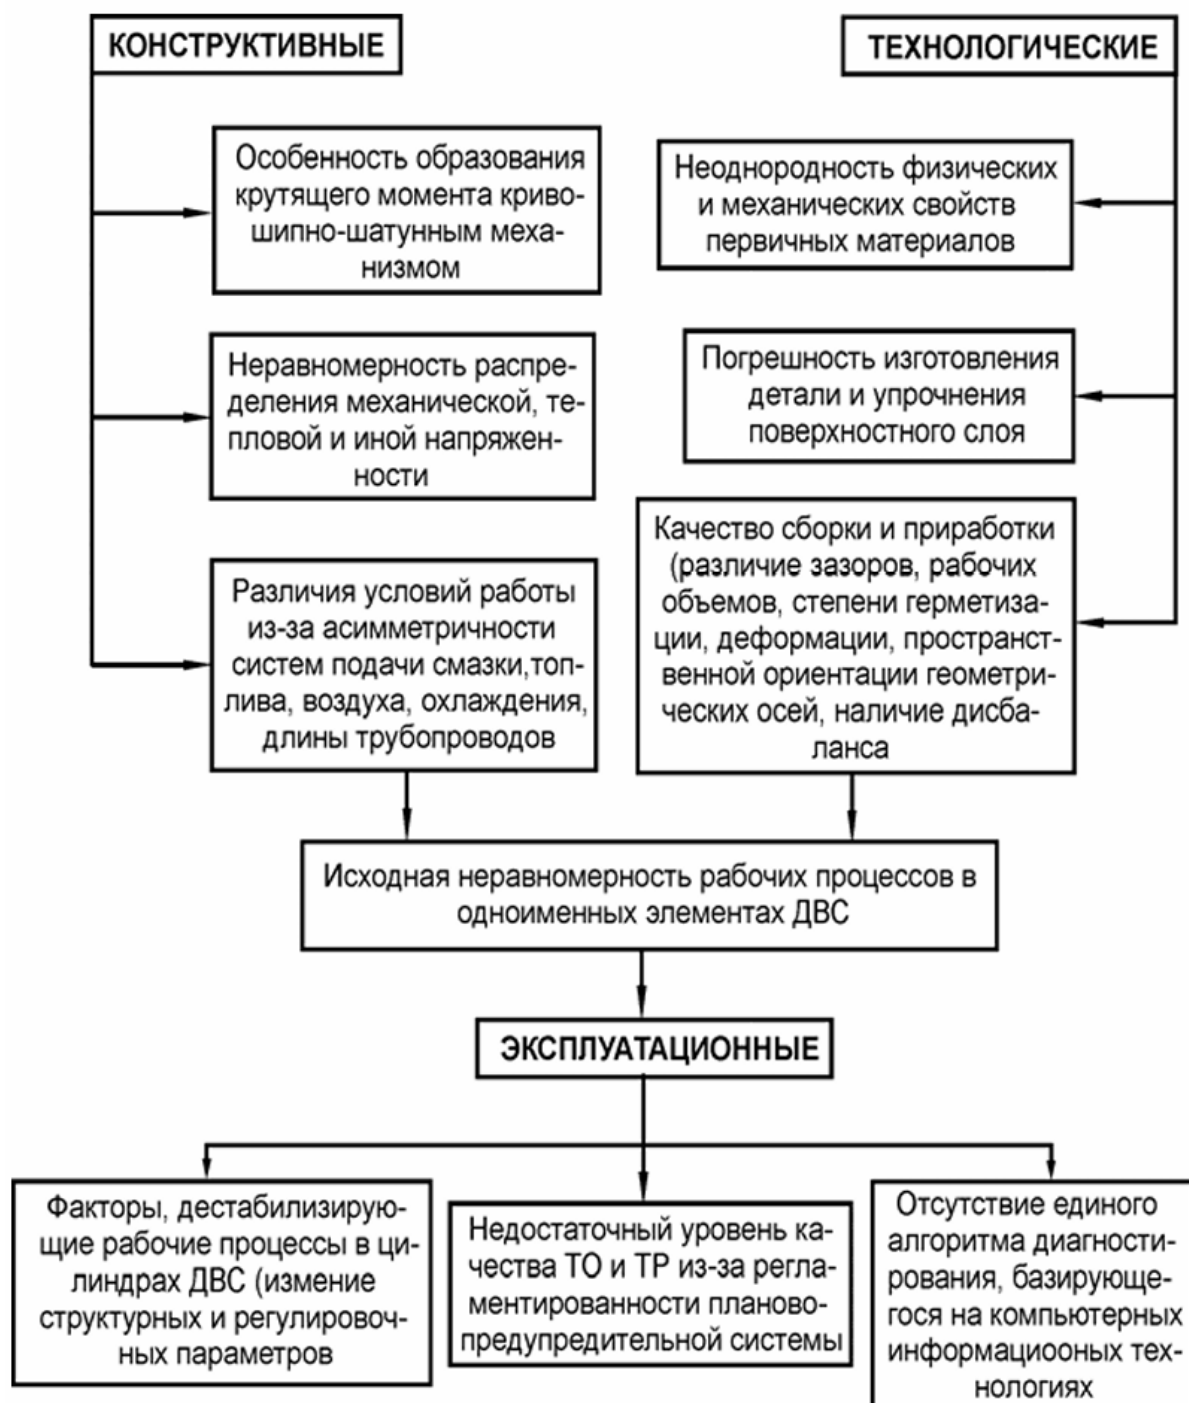 КОНСТРУКТИВНЫЕ
Особенность образования
крутящего момента криво-
шипно-шатунным меха-
низмом
Неравномерность распре-
деления механической, те-
пловой и иной напряжен-
ности
Различия условий работы
из-за асимметричности
систем подачи смазки,топ-
лива, воздуха, охлаждения,
длины трубопроводов
ТЕХНОЛОГИЧЕСКИЕ
Неоднородность физических
и механических свойств
первичных материалов
Погрешность изготовления
детали и упрочнения
поверхностного слоя
Качество сборки и приработки
(различие зазоров, рабочих
объемов, степени герметиза-
ции, деформации, пространст-
венной ориентации геометри-
ческих осей, наличие дисба-
ланса
Исходная неравномерность рабочих процессов в
одноименных элементах ДВС
ЭКСПЛУАТАЦИОННЫЕ
Факторы, дестабилизирую-
щие рабочие процессы в ци-
линдрах ДВС (измение
структурных и регулировоч-
ных параметров
Недостаточный уровень ка-
чества ТО и ТР из-за регла-
ментированности планово-
предупредительной системы
Отсутствие единого
алгоритма диагности-
рования, базирующе-
гося на компьютерных
информациооных тех-
нологиях